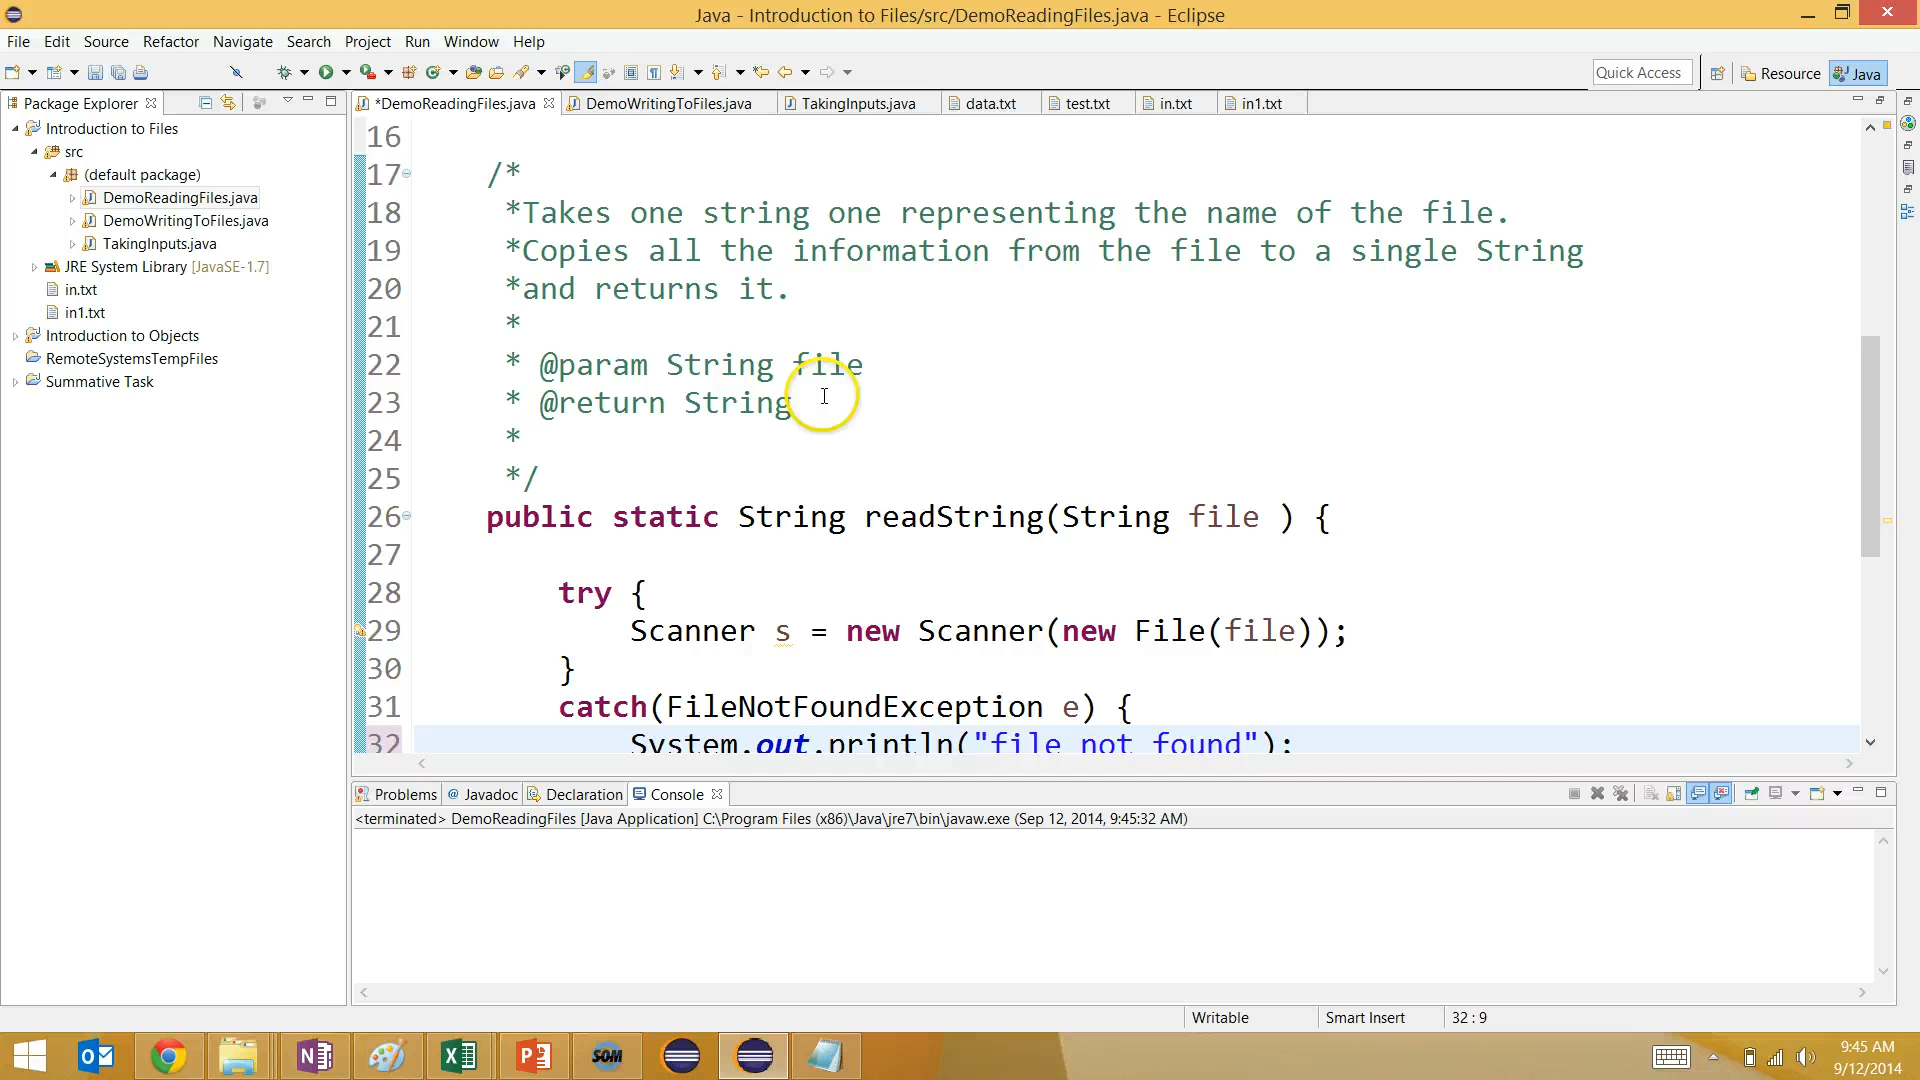 Java - Introduction to Files/src/DemoReadingFiles.java - Eclipse
File Edit Source Refactor Navigate Search Project Run Window Help
Quick Access
Resource
Java
Package Explorer
*DemoReadingFiles.java
DemoWritingToFiles.java
TakingInputs.java
data.txt
test.txt
in.txt
in1.txt
Introduction to Files
src
(default package)
DemoReadingFiles.java
DemoWritingToFiles.java
TakingInputs.java
JRE System Library [JavaSE-1.7]
in.txt
in1.txt
Introduction to Objects
RemoteSystemsTempFiles
Summative Task
16
17 /*
18 *Takes one string one representing the name of the file.
19 *Copies all the information from the file to a single String
20 *and returns it.
21 *
22 * @param String file
23 * @return String
24 *
25 */
26 public static String readString(String file ) {
27
28 try {
29 Scanner s = new Scanner(new File(file));
30 }
31 catch(FileNotFoundException e) {
32 System.out.println("file not found");
Problems @ Javadoc Declaration Console
<terminated> DemoReadingFiles [Java Application] C:\Program Files (x86)\Java\jre7\bin\javaw.exe (Sep 12, 2014, 9:45:32 AM)
Writable Smart Insert 32 : 9
SOM
9:45 AM
9/12/2014